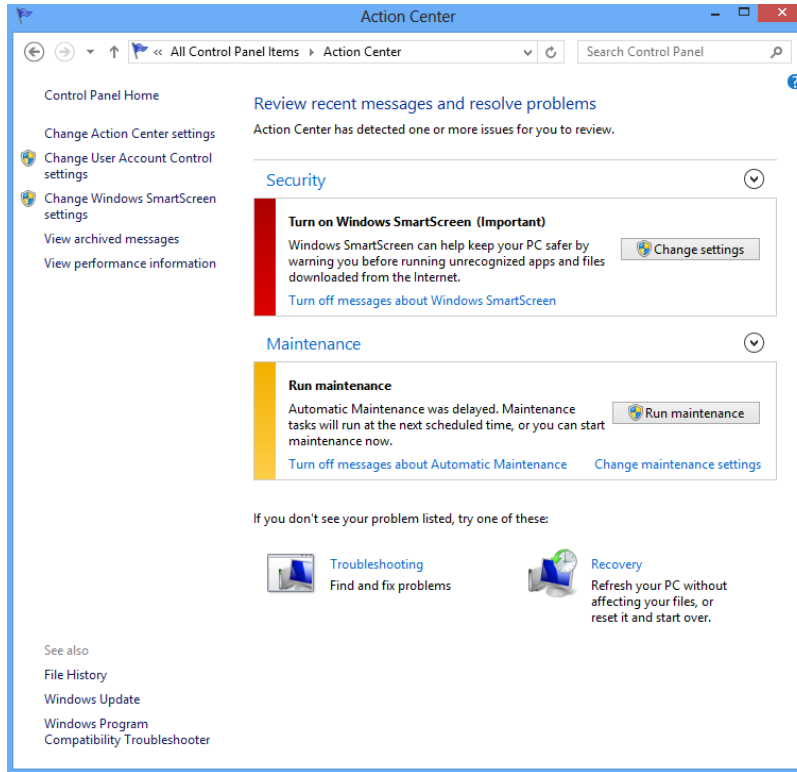 Action Center
« All Control Panel Items ▸ Action Center
Search Control Panel
Control Panel Home
Change Action Center settings
Change User Account Control
settings
Change Windows SmartScreen
settings
View archived messages
View performance information
Review recent messages and resolve problems
Action Center has detected one or more issues for you to review.
Security
Turn on Windows SmartScreen (Important)
Windows SmartScreen can help keep your PC safer by
warning you before running unrecognized apps and files
downloaded from the Internet.
Change settings
Turn off messages about Windows SmartScreen
Maintenance
Run maintenance
Automatic Maintenance was delayed. Maintenance
tasks will run at the next scheduled time, or you can start
maintenance now.
Run maintenance
Turn off messages about Automatic Maintenance
Change maintenance settings
If you don't see your problem listed, try one of these:
Troubleshooting
Find and fix problems
Recovery
Refresh your PC without
affecting your files, or
reset it and start over.
See also
File History
Windows Update
Windows Program
Compatibility Troubleshooter